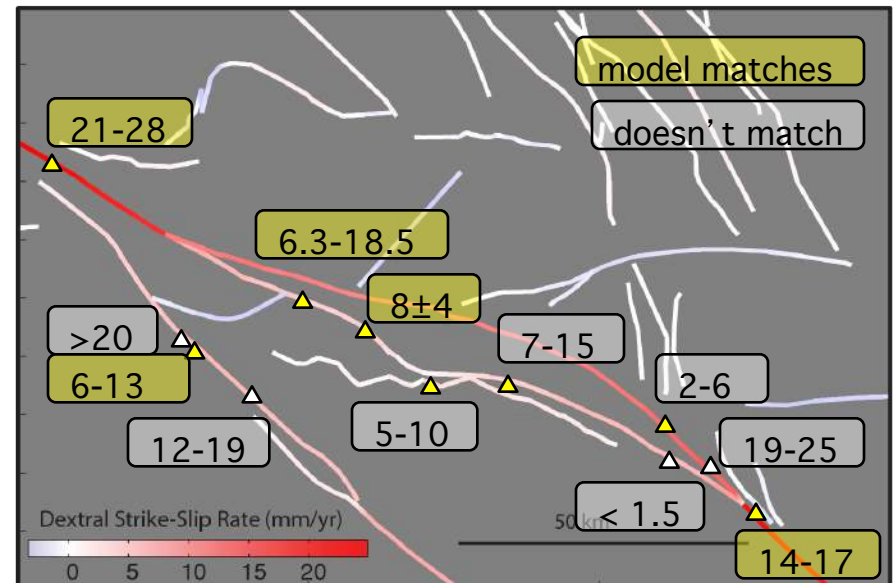 model matches
doesn't match
21-28
6.3-18.5
8±4
>20
6-13
7-15
2-6
12-19
5-10
19-25
< 1.5
14-17
Dextral Strike-Slip Rate (mm/yr)
0 5 10 15 20
50 km